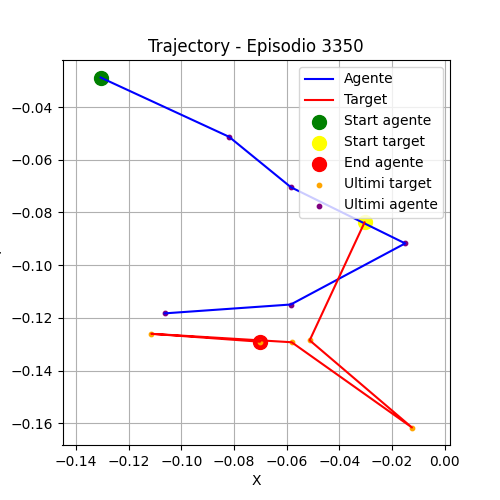 Trajectory - Episodio 3350
Agente
Target
Start agente
Start target
End agente
Ultimi target
Ultimi agente
−0.04
−0.06
−0.08
−0.10
−0.12
−0.14
−0.16
−0.14
−0.12
−0.10
−0.08
−0.06
−0.04
−0.02
0.00
X